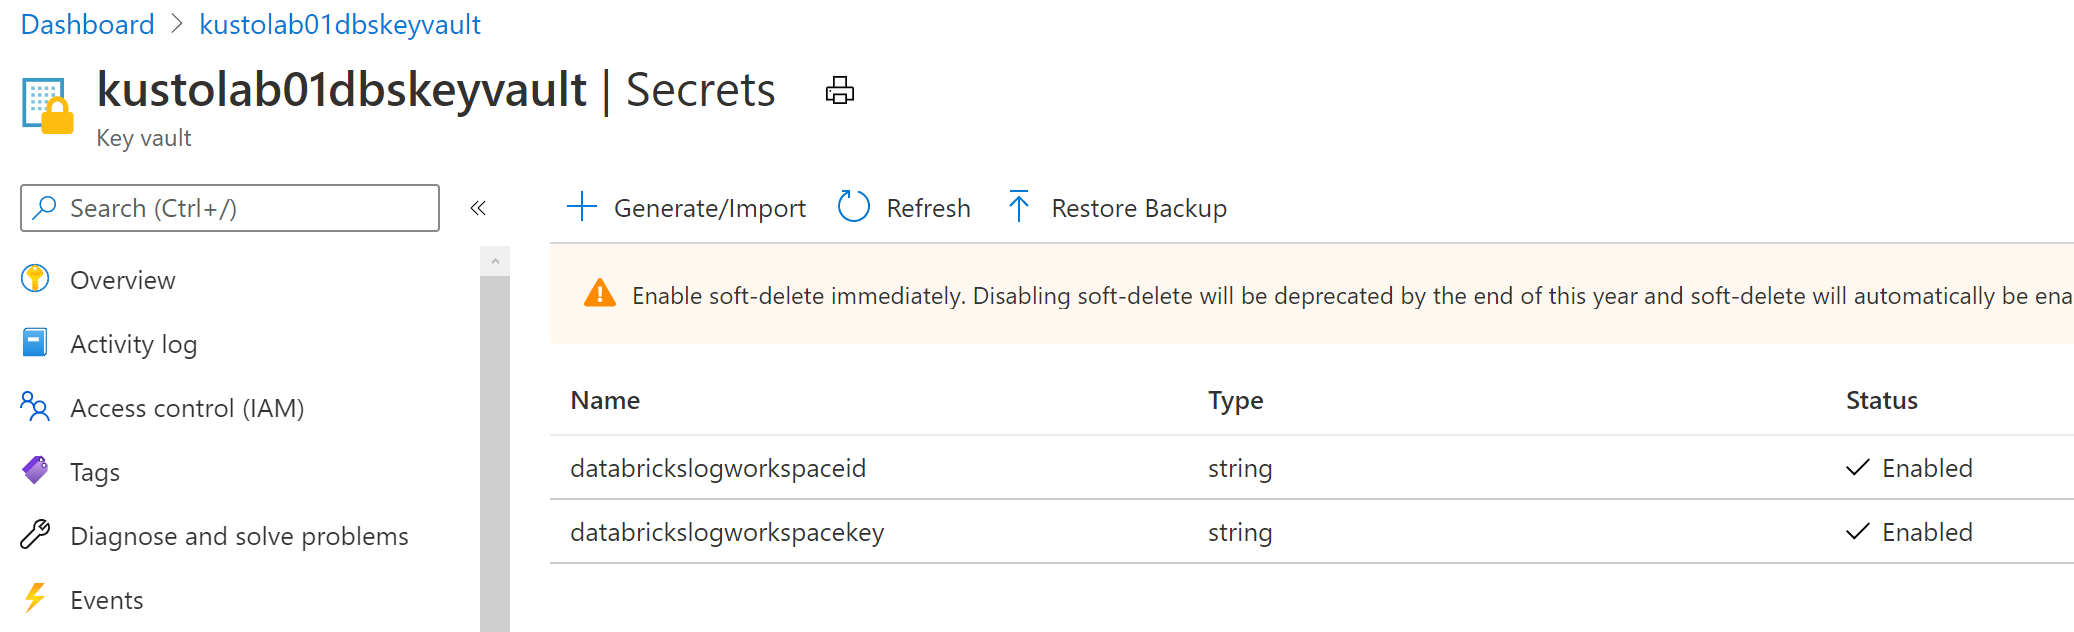 Dashboard > kustolab01dbskeyvault
kustolab01dbskeyvault | Secrets
Key vault
Search (Ctrl+/)
«
Generate/Import
Refresh
Restore Backup
Overview
Activity log
Access control (IAM)
Tags
Diagnose and solve problems
Events
Enable soft-delete immediately. Disabling soft-delete will be deprecated by the end of this year and soft-delete will automatically be ena
Name Type Status
databrickslogworkspaceid string Enabled
databrickslogworkspacekey string Enabled